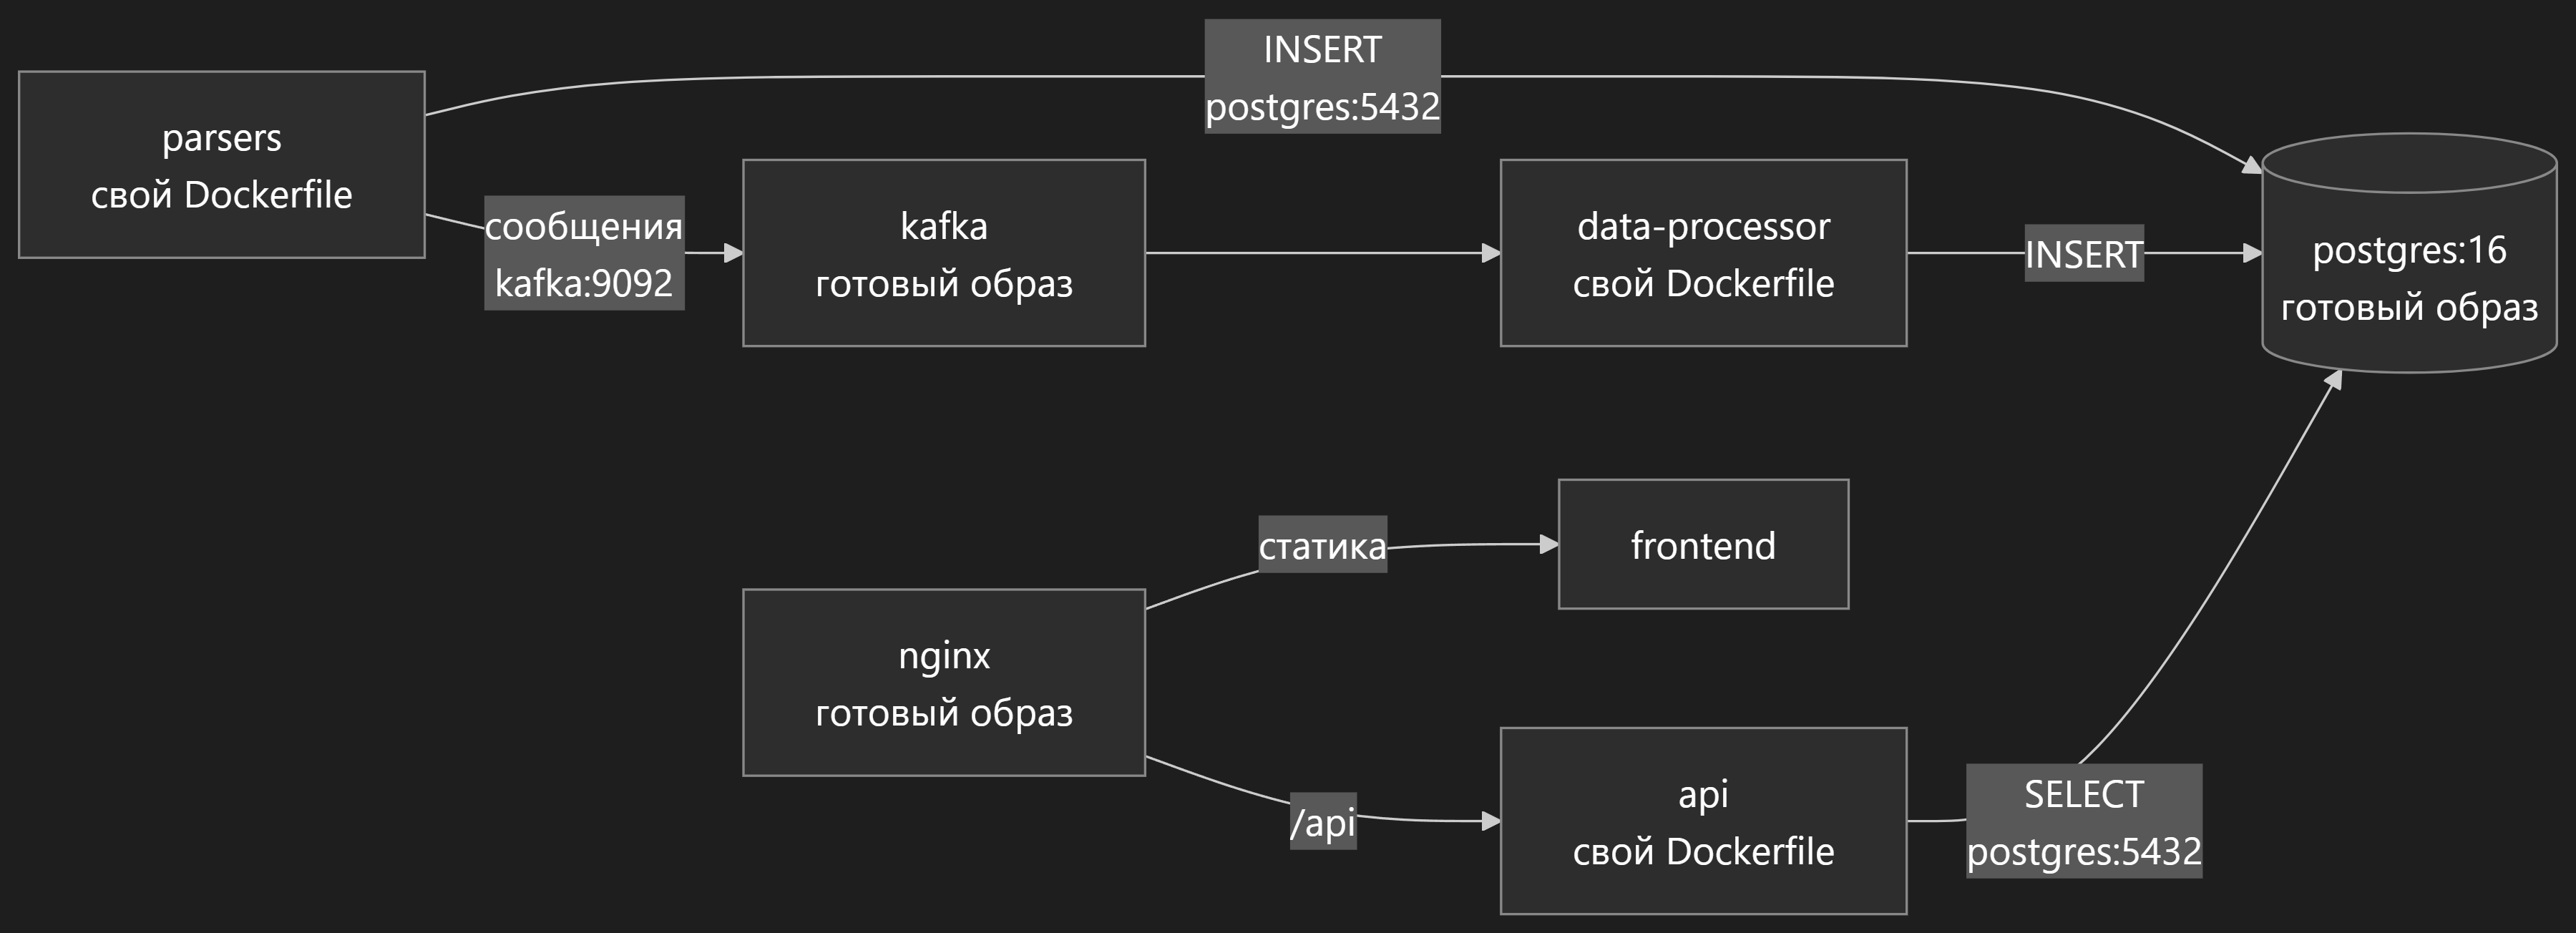 INSERT
postgres:5432
parsers
свой Dockerfile
сообщения
kafka:9092
kafka
готовый образ
data-processor
свой Dockerfile
INSERT
postgres:16
готовый образ
статика
frontend
nginx
готовый образ
/api
api
свой Dockerfile
SELECT
postgres:5432